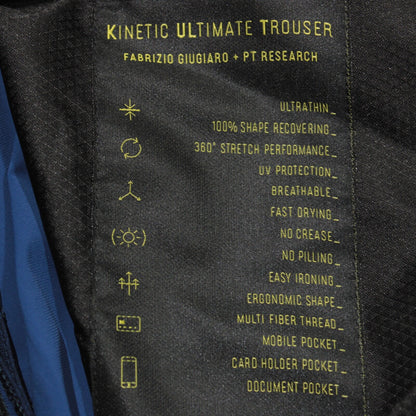 KINETIC ULTIMATE TROUSER
FABRIZIO GIUGIARO + PT RESEARCH
ULTRATHIN_
100% SHAPE RECOVERING_
360° STRETCH PERFORMANCE_
UV PROTECTION_
BREATHABLE_
FAST DRYING_
NO CREASE_
NO PILLING_
EASY IRONING_
ERGONOMIC SHAPE_
MULTI FIBER THREAD_
MOBILE POCKET_
CARD HOLDER POCKET_
DOCUMENT POCKET_